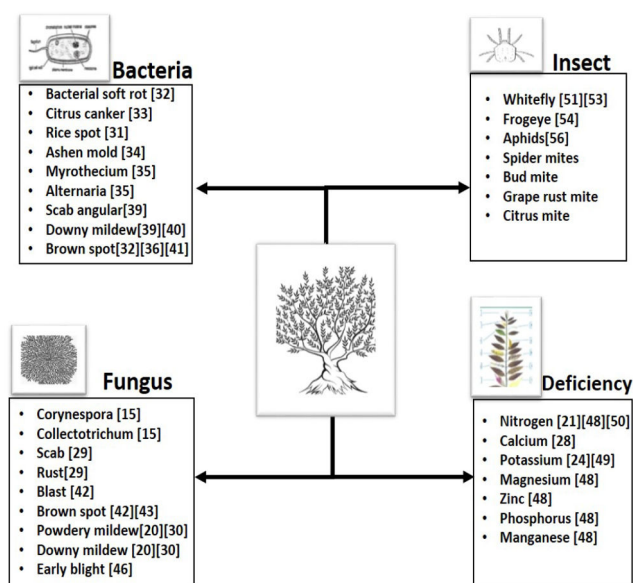 Bacteria
Bacterial soft rot [32]
Citrus canker [33]
Rice spot [31]
Ashen mold [34]
Myrothecium [35]
Alternaria [35]
Scab angular[39]
Downy mildew[39][40]
Brown spot[32][36][41]
Insect
Whitefly [51][53]
Frogeye [54]
Aphids[56]
Spider mites
Bud mite
Grape rust mite
Citrus mite
Fungus
Corynespora [15]
Collectotrichum [15]
Scab [29]
Rust[29]
Blast [42]
Brown spot [42][43]
Powdery mildew[20][30]
Downy mildew [20][30]
Early blight [46]
Deficiency
Nitrogen [21][48][50]
Calcium [28]
Potassium [24][49]
Magnesium [48]
Zinc [48]
Phosphorus [48]
Manganese [48]